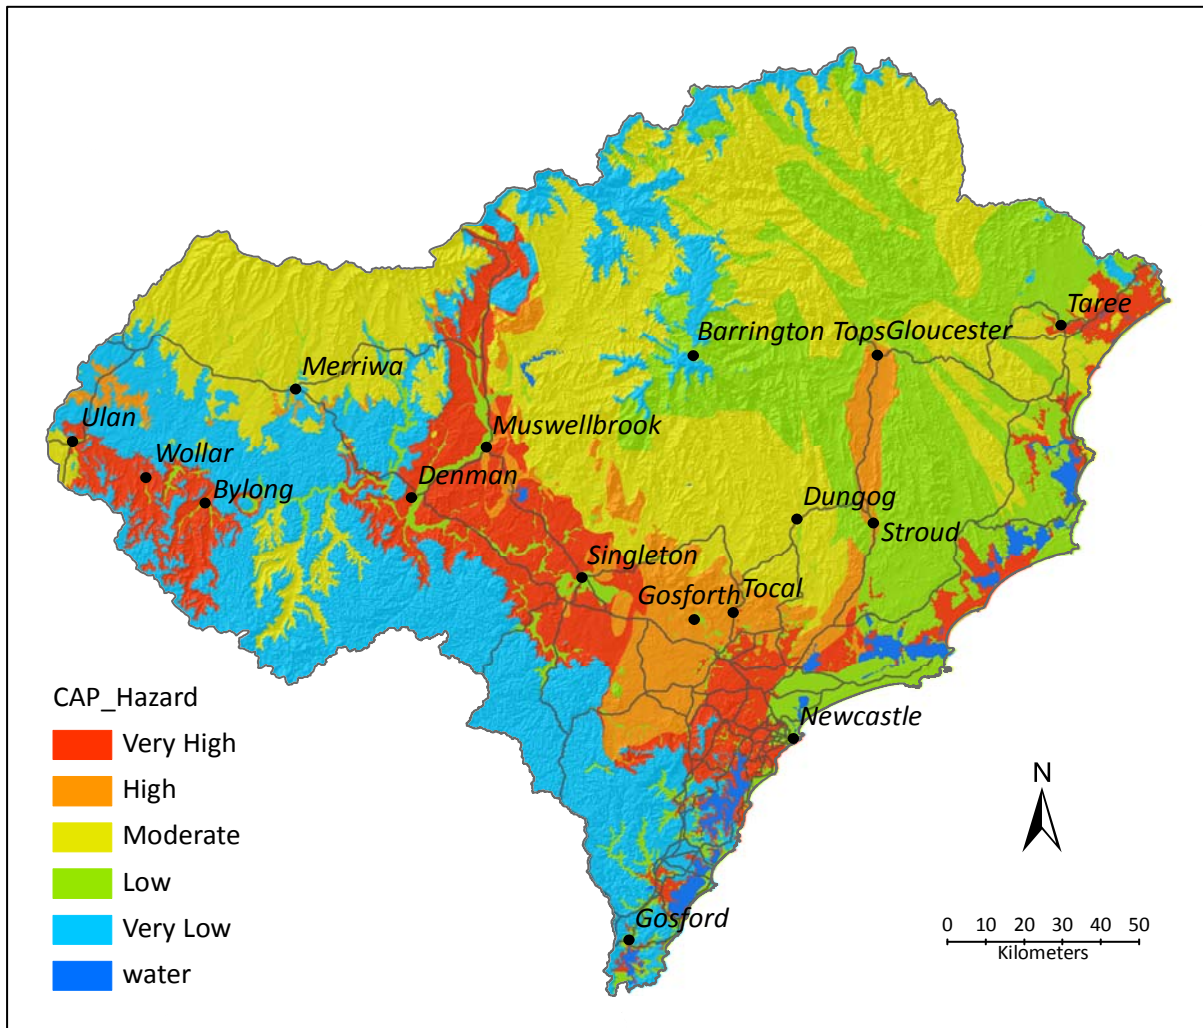 Taree
Barrington Tops
Gloucester
Merriwa
Ulan
Muswellbrook
Wollar
Denman
Bylong
Dungog
Stroud
Singleton
Gosforth
Tocal
CAP_Hazard
Newcastle
Very High
High
N
Moderate
Low
Very Low
Gosford
0 10 20 30 40 50
Kilometers
water